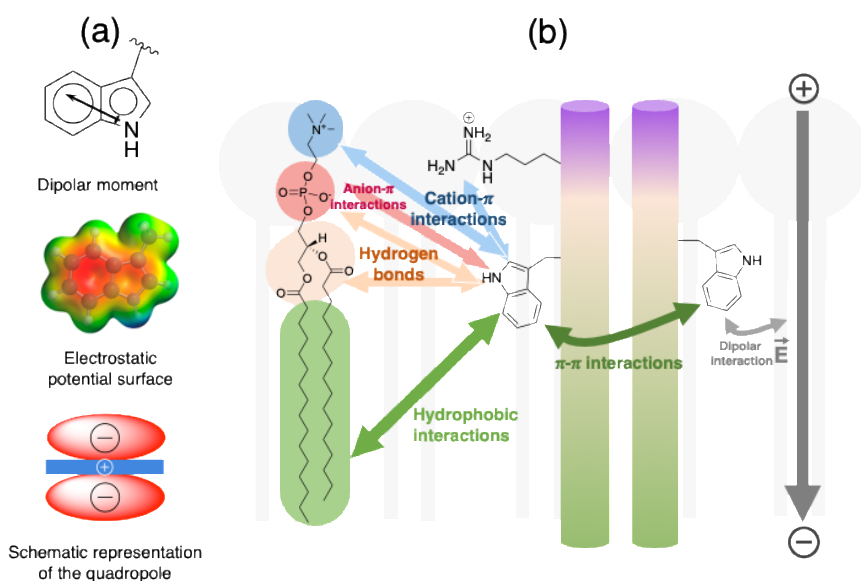 (a)
N
H
Dipolar moment
Electrostatic
potential surface
−
+
−
Schematic representation
of the quadropole
(b)
N+
O
O=P-O-
O
H
O
O
O
O
⊕
NH₂
H₂N
N
H
Anion-π
interactions
Cation-π
interactions
Hydrogen
bonds
HN
NH
π-π interactions
Dipolar
interaction
E
Hydrophobic
interactions
+
−